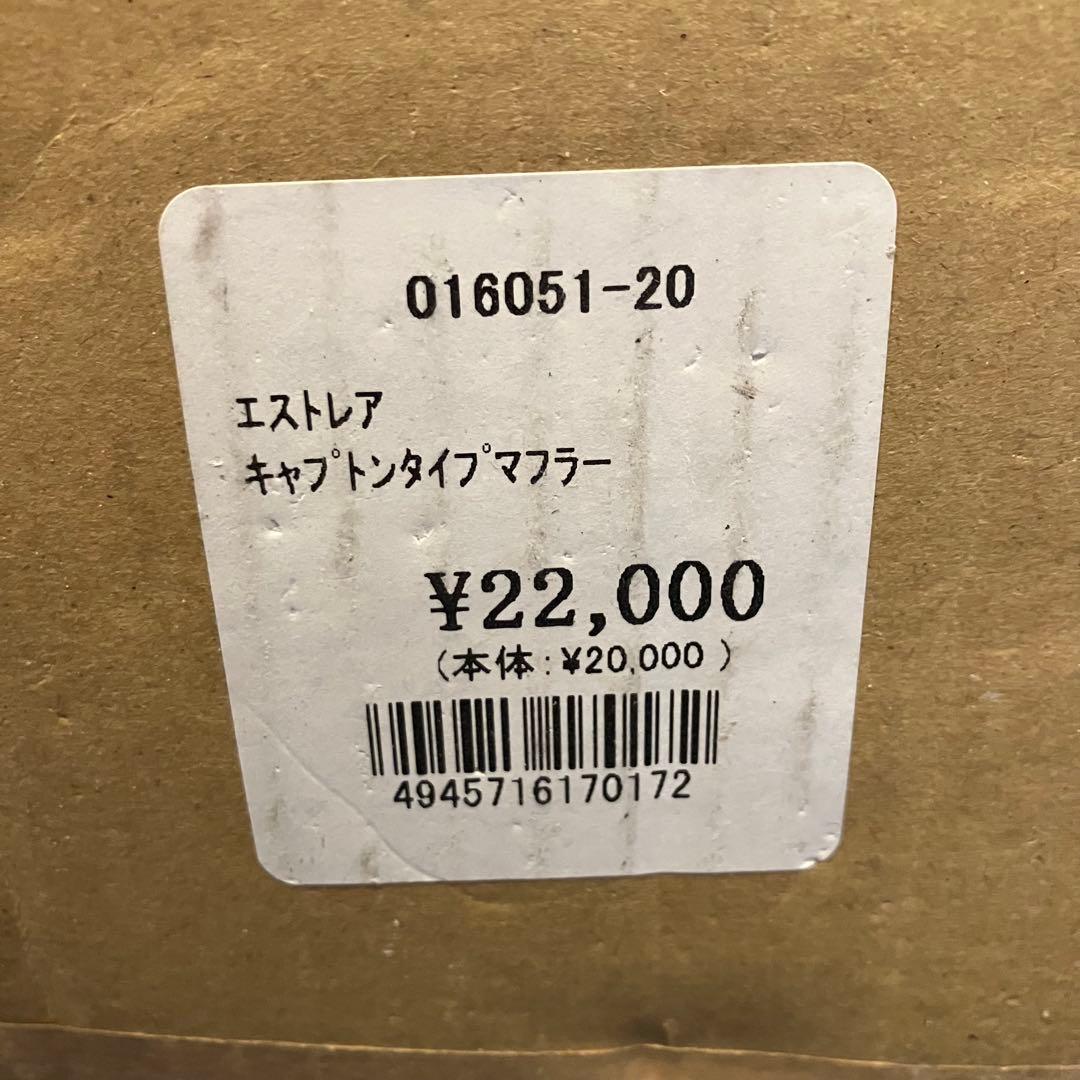 016051-20
エストレア
キャプトンタイプマフラー
¥22,000
(本体:¥20,000 )
4945716170172